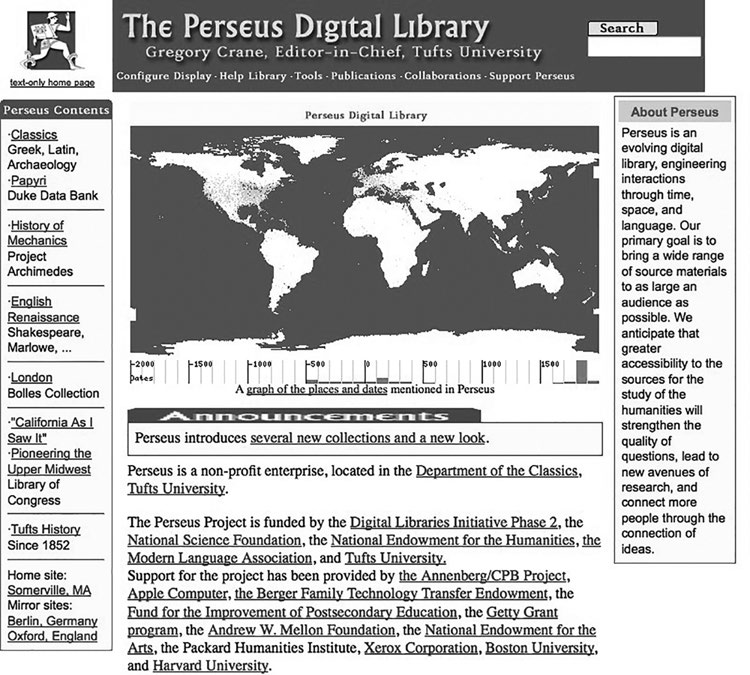 The Perseus Digital Library
Gregory Crane, Editor-in-Chief, Tufts University
Configure Display · Help Library · Tools · Publications · Collaborations · Support Perseus
Search
text-only home page
Perseus Contents
·Classics
Greek, Latin,
Archaeology
·Papyri
Duke Data Bank
·History of
Mechanics
Project
Archimedes
·English
Renaissance
Shakespeare,
Marlowe, ...
·London
Bolles Collection
·"California As I
Saw It"
·Pioneering the
Upper Midwest
Library of
Congress
·Tufts History
Since 1852
Home site:
Somerville, MA
Mirror sites:
Berlin, Germany
Oxford, England
Perseus Digital Library
-2000 -1500 -1000 -500 0 500 1000 1500
Dates
A graph of the places and dates mentioned in Perseus
Announcements
Perseus introduces several new collections and a new look.
Perseus is a non-profit enterprise, located in the Department of the Classics,
Tufts University.
The Perseus Project is funded by the Digital Libraries Initiative Phase 2, the
National Science Foundation, the National Endowment for the Humanities, the
Modern Language Association, and Tufts University.
Support for the project has been provided by the Annenberg/CPB Project,
Apple Computer, the Berger Family Technology Transfer Endowment, the
Fund for the Improvement of Postsecondary Education, the Getty Grant
program, the Andrew W. Mellon Foundation, the National Endowment for the
Arts, the Packard Humanities Institute, Xerox Corporation, Boston University,
and Harvard University.
About Perseus
Perseus is an
evolving digital
library, engineering
interactions
through time,
space, and
language. Our
primary goal is to
bring a wide range
of source materials
to as large an
audience as
possible. We
anticipate that
greater
accessibility to the
sources for the
study of the
humanities will
strengthen the
quality of
questions, lead to
new avenues of
research, and
connect more
people through the
connection of
ideas.